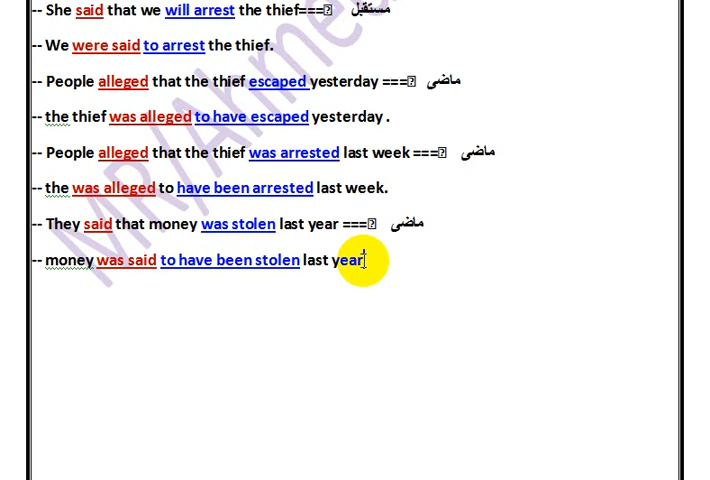 -- She said that we will arrest the thief===⍰ مستقبل
-- We were said to arrest the thief.
-- People alleged that the thief escaped yesterday ===⍰ ماضى
-- the thief was alleged to have escaped yesterday .
-- People alleged that the thief was arrested last week ===⍰ ماضى
-- the was alleged to have been arrested last week.
-- They said that money was stolen last year ===⍰ ماضى
-- money was said to have been stolen last year
MR/Ahmed